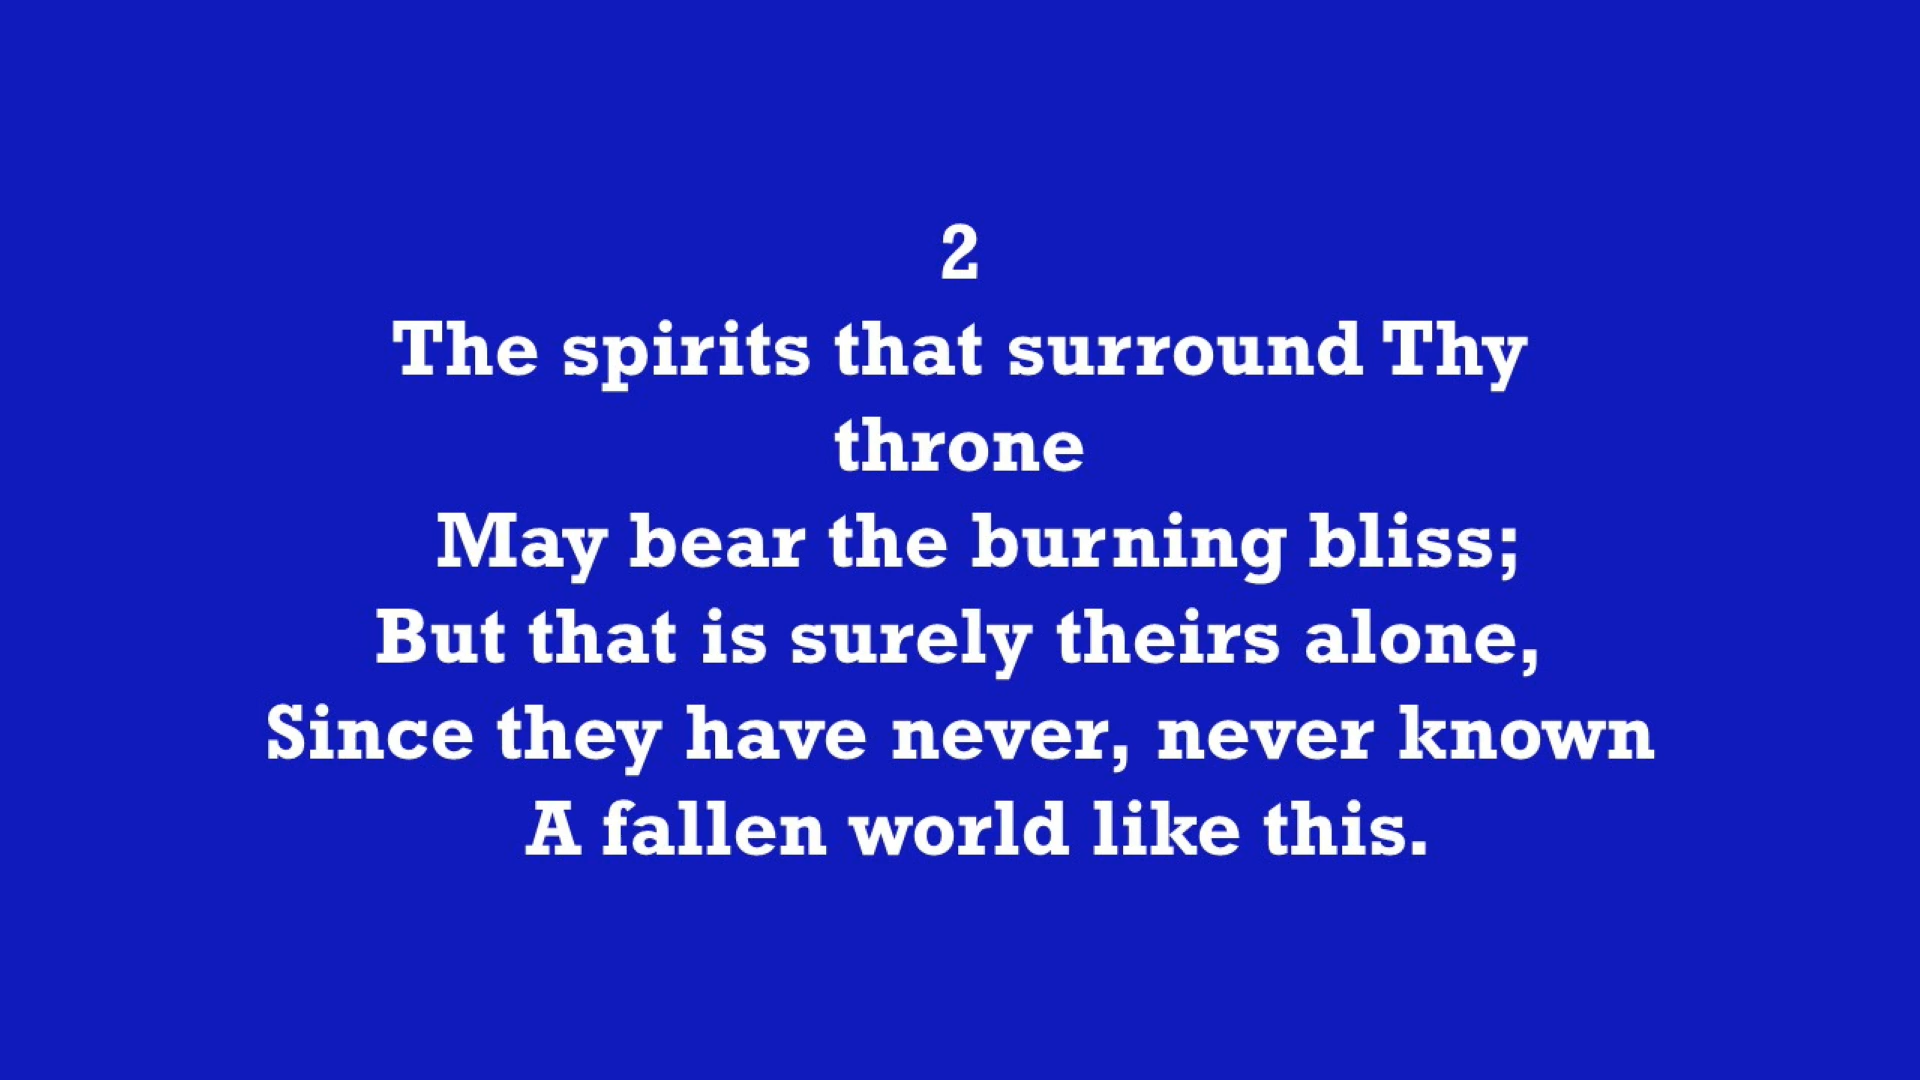 2
The spirits that surround Thy
throne
May bear the burning bliss;
But that is surely theirs alone,
Since they have never, never known
A fallen world like this.